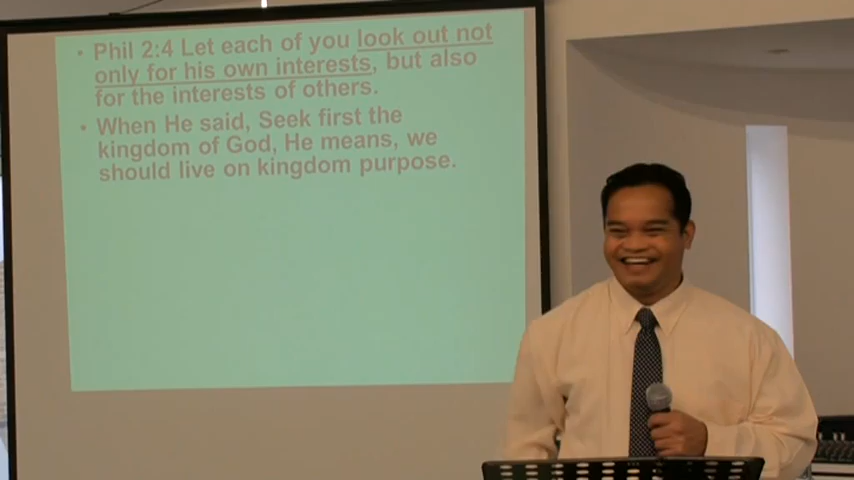 • Phil 2:4 Let each of you look out not
only for his own interests, but also
for the interests of others.
• When He said, Seek first the
kingdom of God, He means, we
should live on kingdom purpose.